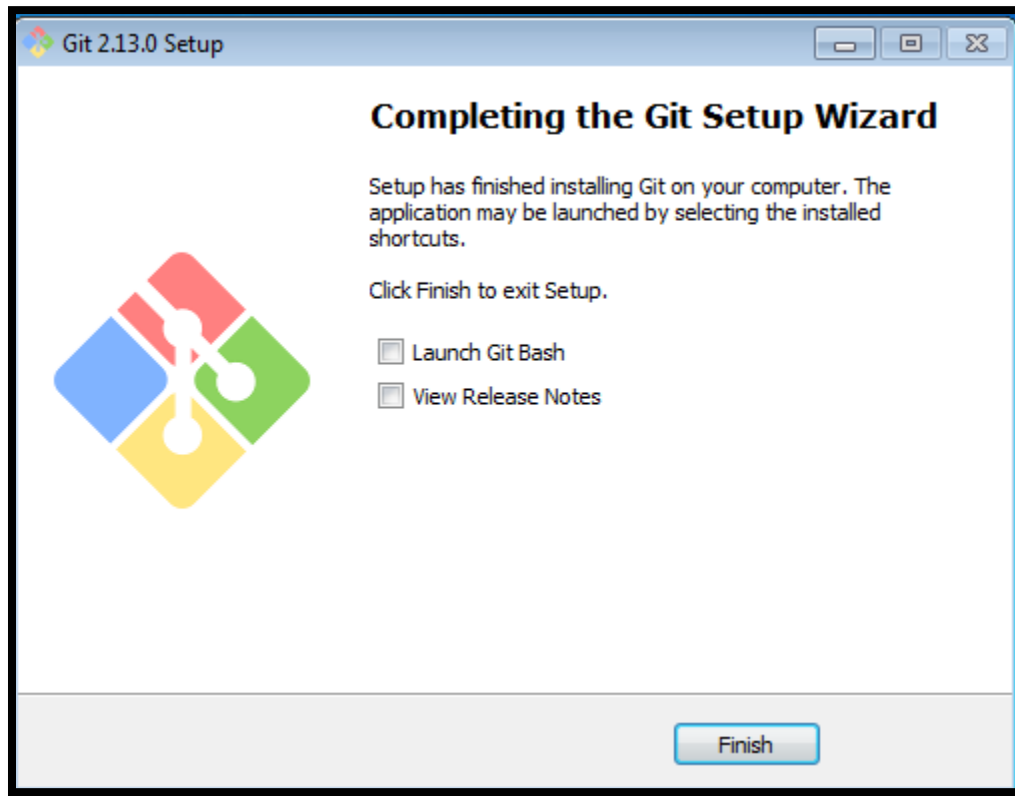 Git 2.13.0 Setup
Completing the Git Setup Wizard
Setup has finished installing Git on your computer. The
application may be launched by selecting the installed
shortcuts.
Click Finish to exit Setup.
Launch Git Bash
View Release Notes
Finish